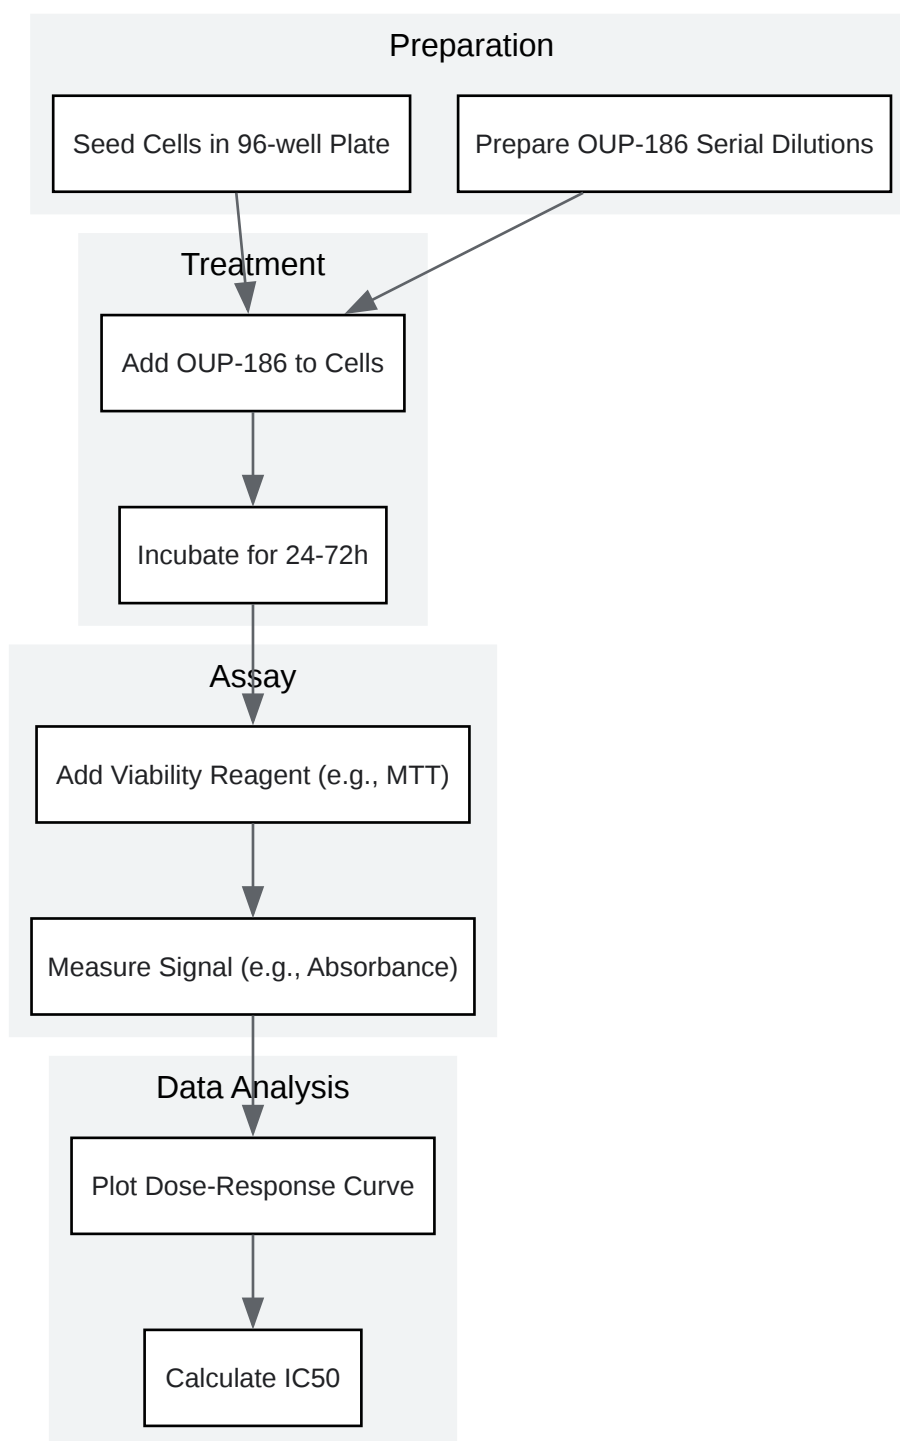 Preparation
Seed Cells in 96-well Plate
Prepare OUP-186 Serial Dilutions
Treatment
Add OUP-186 to Cells
Incubate for 24-72h
Assay
Add Viability Reagent (e.g., MTT)
Measure Signal (e.g., Absorbance)
Data Analysis
Plot Dose-Response Curve
Calculate IC50